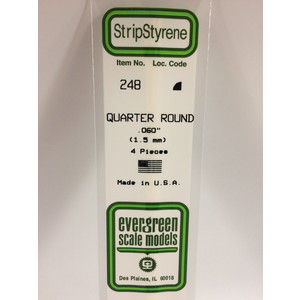 StripStyrene
Item No. Loc. Code
248
QUARTER ROUND
.060"
(1.5 mm)
4 Pieces
Made in U.S.A.
evergreen
scale models
Des Plaines, IL 60018